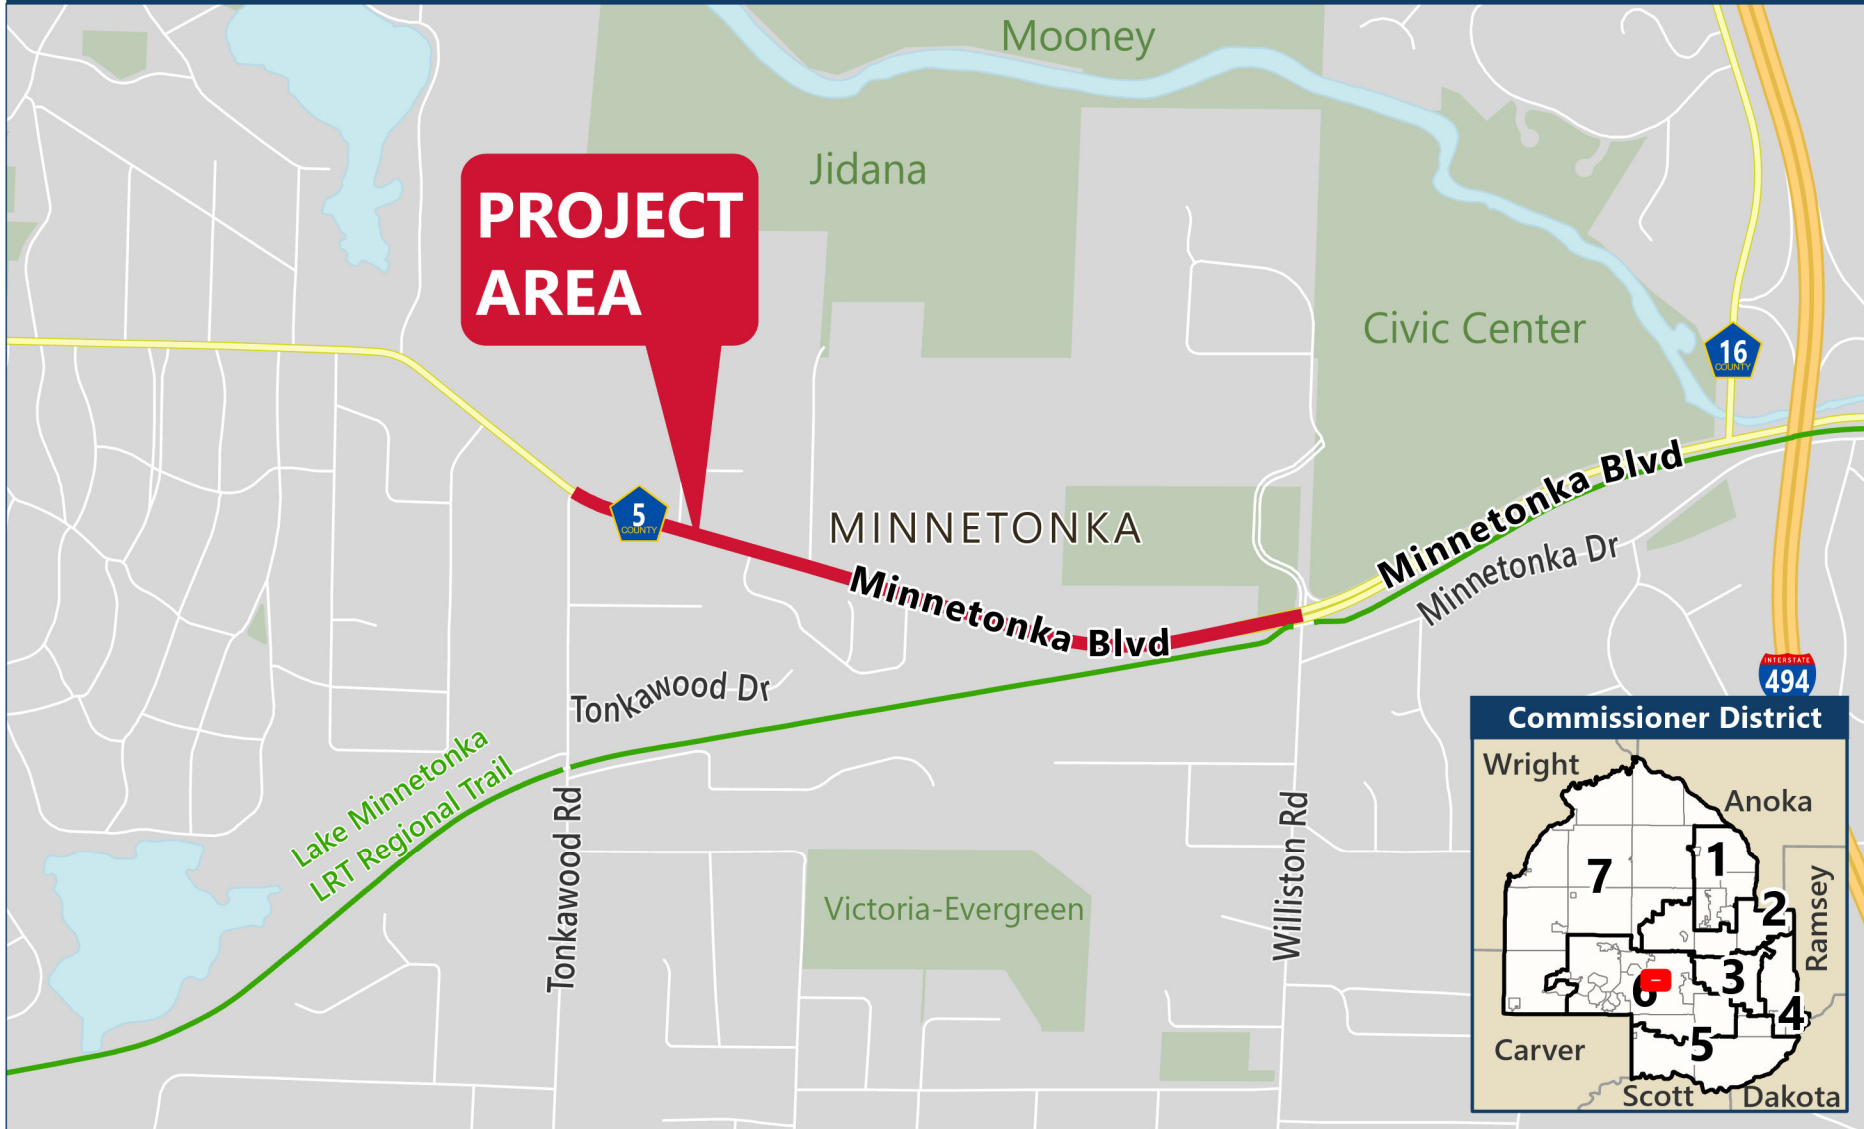 Mooney
Jidana
PROJECT
AREA
Civic Center
16
COUNTY
5
COUNTY
MINNETONKA
Minnetonka Blvd
Minnetonka Blvd
Minnetonka Dr
INTERSTATE
494
Tonkawood Dr
Lake Minnetonka
LRT Regional Trail
Tonkawood Rd
Williston Rd
Victoria-Evergreen
Commissioner District
Wright
Anoka
1
7
2
Ramsey
3
6
4
5
Carver
Scott
Dakota